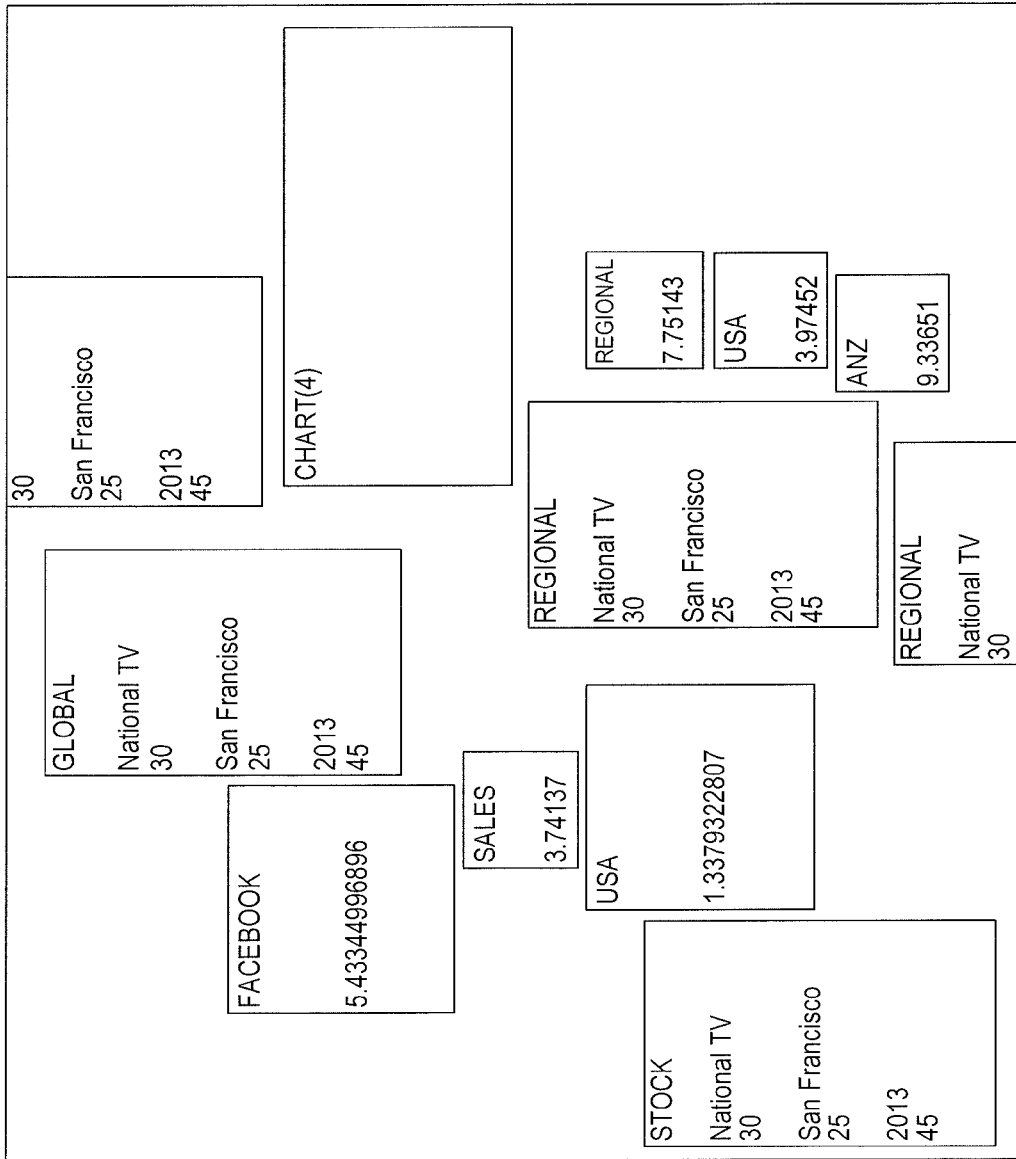 FACEBOOK
5.43344996896
GLOBAL
National TV
30
San Francisco
25
2013
45
30
San Francisco
25
2013
45
CHART(4)
SALES
3.74137
STOCK
National TV
30
San Francisco
25
2013
45
USA
1.3379322807
REGIONAL
National TV
30
San Francisco
25
2013
45
REGIONAL
7.75143
USA
3.97452
ANZ
9.33651
REGIONAL
National TV
30